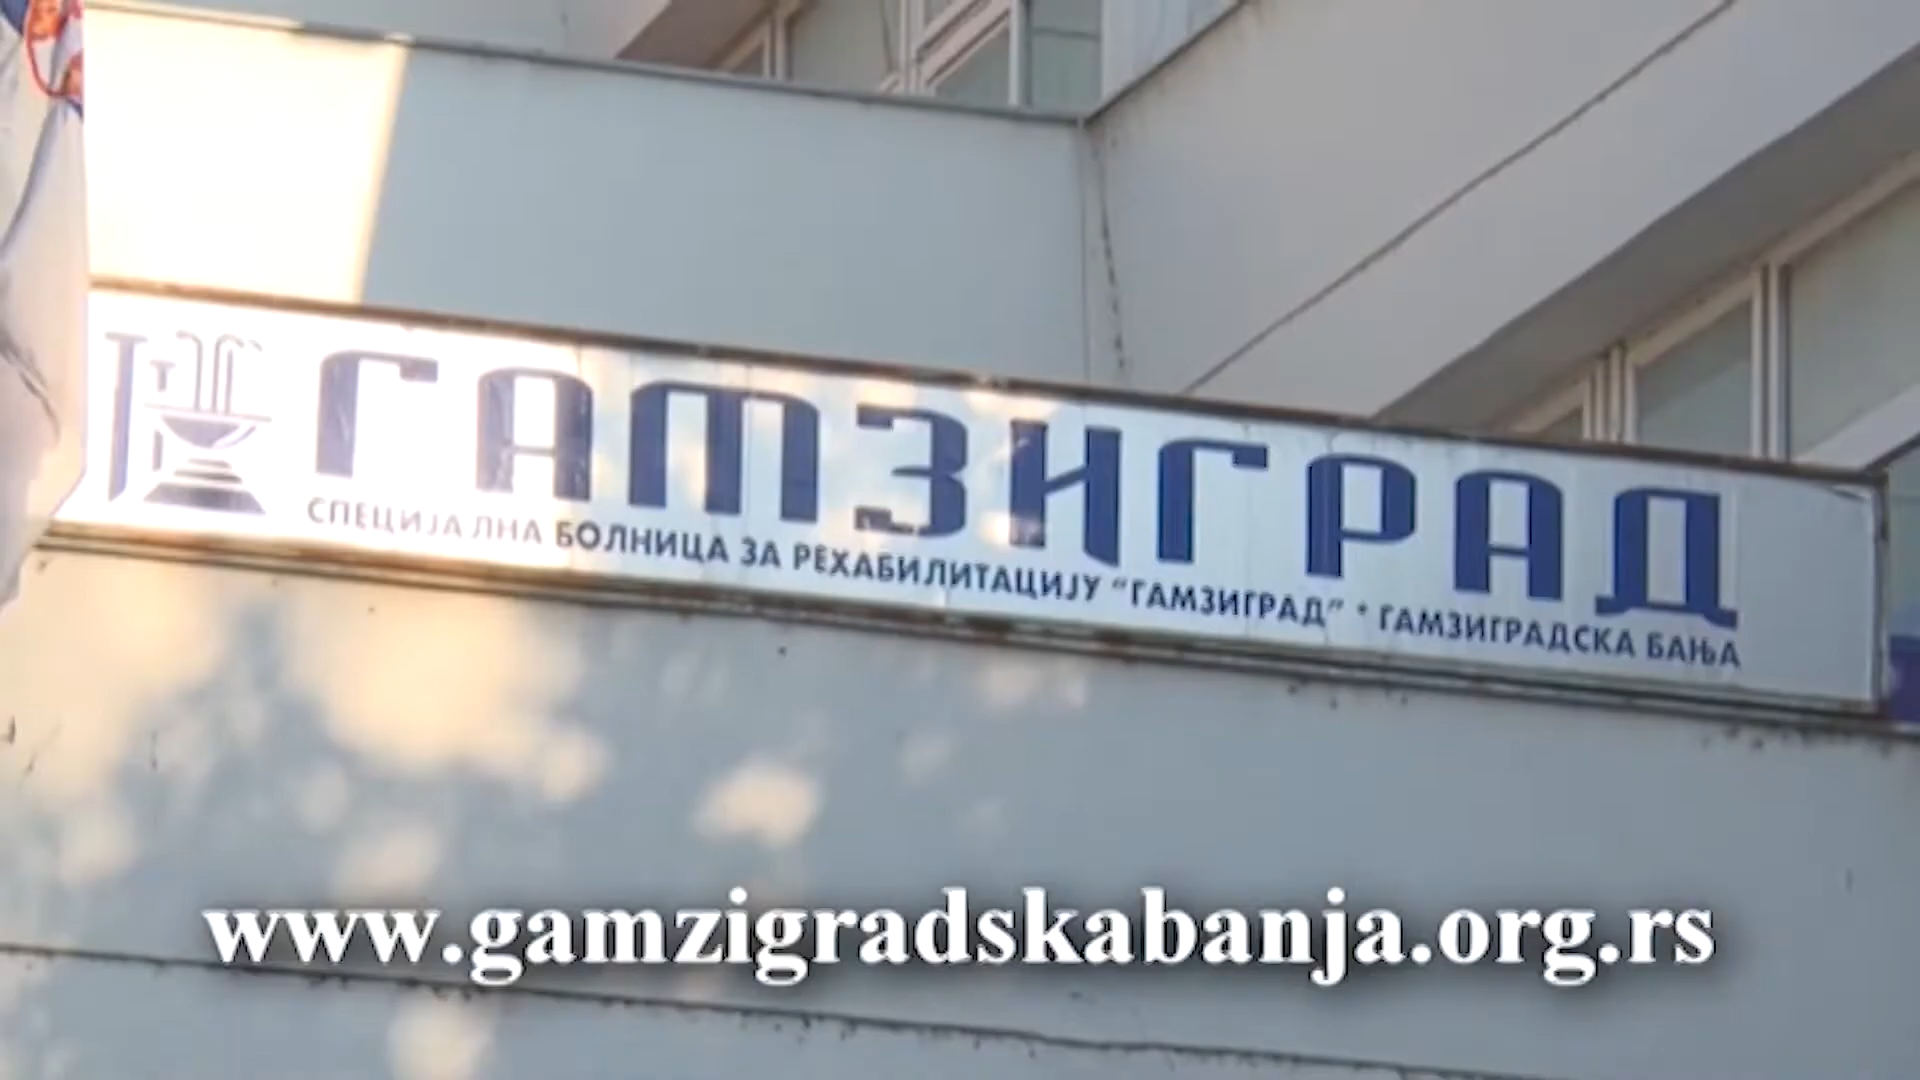 ГАМЗИГРАД
СПЕЦИЈАЛНА БОЛНИЦА ЗА РЕХАБИЛИТАЦИЈУ “ГАМЗИГРАД” • ГАМЗИГРАДСКА БАЊА
www.gamzigradskabanja.org.rs